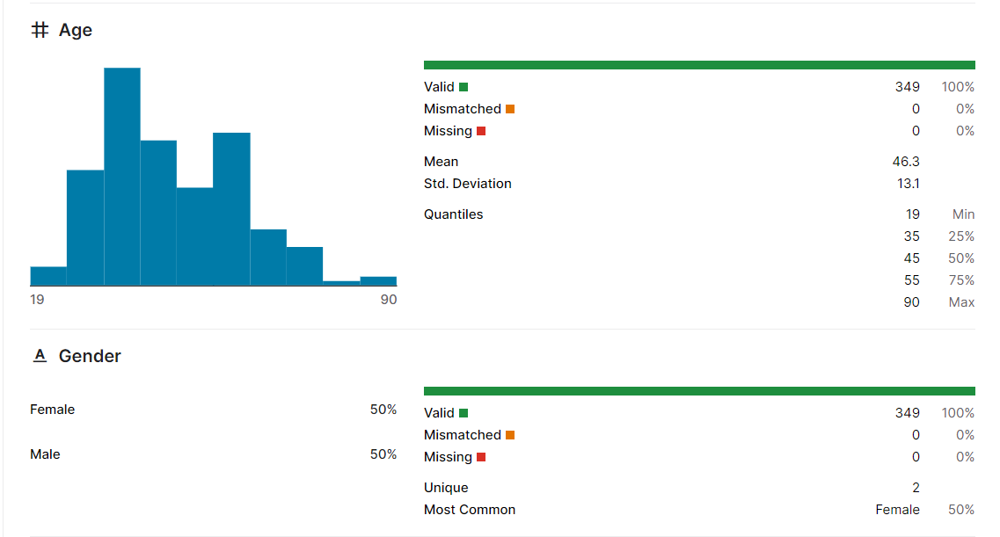 Age
19 90
Valid 349 100%
Mismatched 0 0%
Missing 0 0%
Mean 46.3
Std. Deviation 13.1
Quantiles 19 Min
35 25%
45 50%
55 75%
90 Max
A Gender
Female 50%
Male 50%
Valid 349 100%
Mismatched 0 0%
Missing 0 0%
Unique 2
Most Common Female 50%